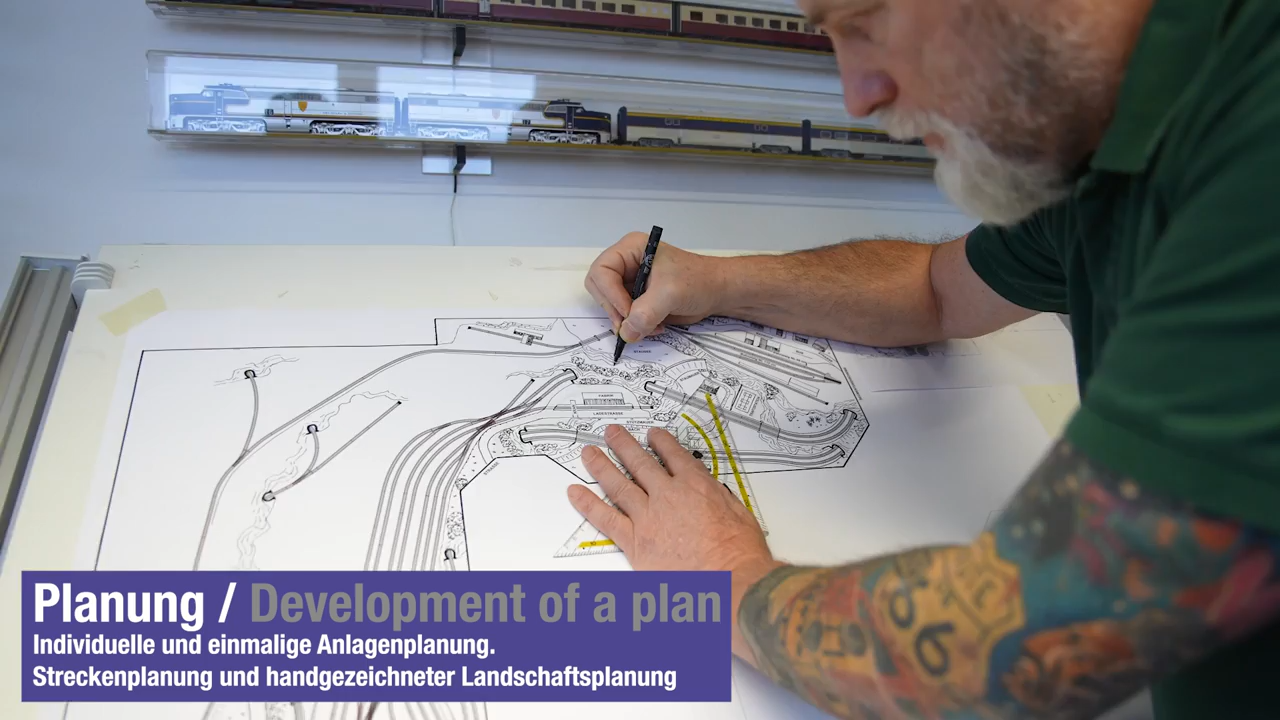 Planung / Development of a plan
Individuelle und einmalige Anlagenplanung.
Streckenplanung und handgezeichneter Landschaftsplanung